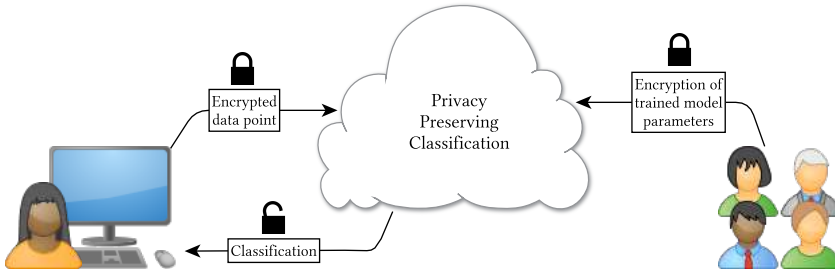 Encrypted
data point
Privacy
Preserving
Classification
Encryption of
trained model
parameters
Classification